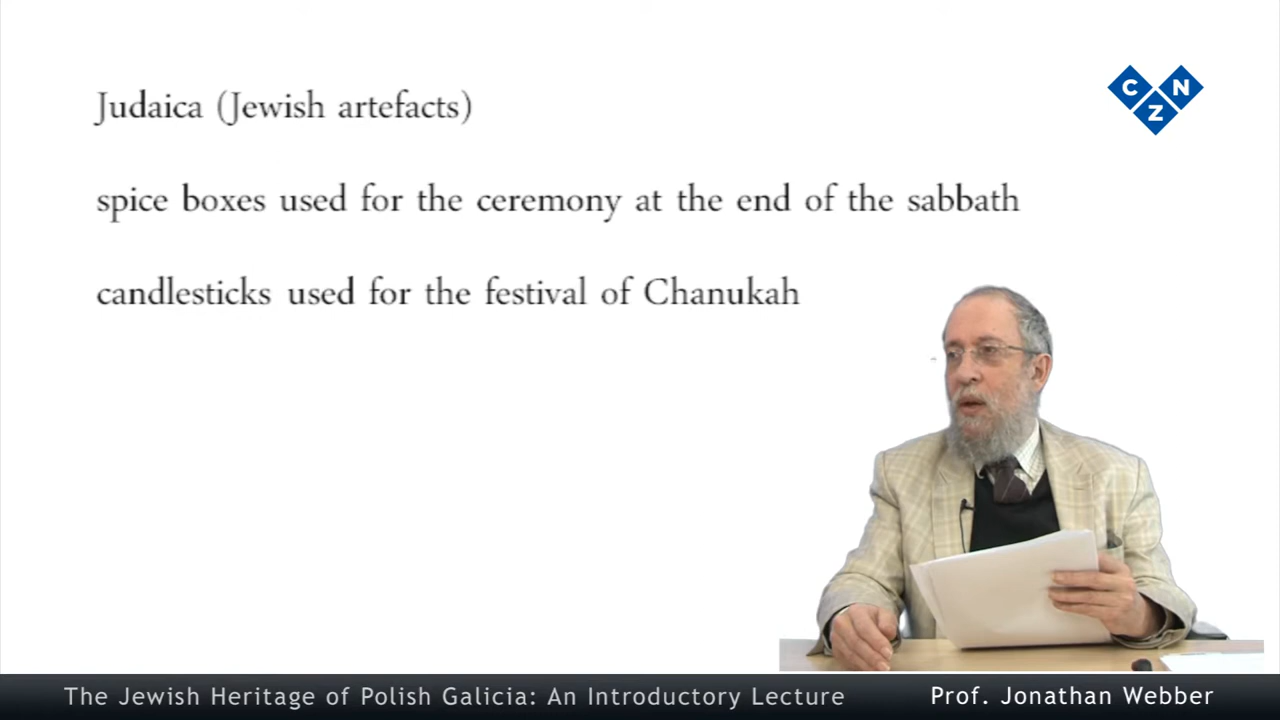 Judaica (Jewish artefacts)
C N
Z
spice boxes used for the ceremony at the end of the sabbath
candlesticks used for the festival of Chanukah
The Jewish Heritage of Polish Galicia: An Introductory Lecture Prof. Jonathan Webber